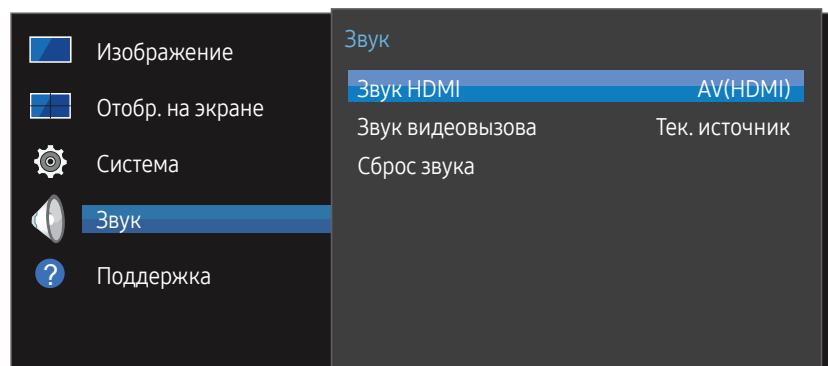 Изображение
Отобр. на экране
Система
Звук
Поддержка
Звук
Звук HDMI AV(HDMI)
Звук видеовызова Тек. источник
Сброс звука